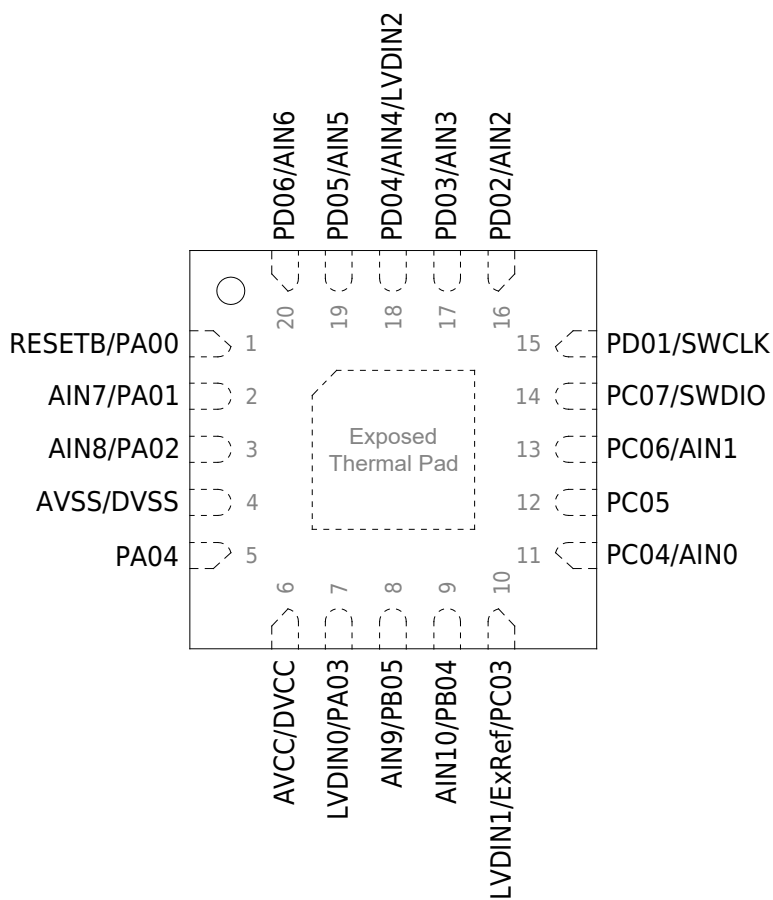 PD06/AIN6
PD05/AIN5
PD04/AIN4/LVDIN2
PD03/AIN3
PD02/AIN2
20
19
18
17
16
RESETB/PA00
1
15
PD01/SWCLK
AIN7/PA01
2
14
PC07/SWDIO
AIN8/PA02
3
13
PC06/AIN1
AVSS/DVSS
4
12
PC05
PA04
5
11
PC04/AIN0
Exposed
Thermal Pad
6
7
8
9
10
AVCC/DVCC
LVDIN0/PA03
AIN9/PB05
AIN10/PB04
LVDIN1/ExRef/PC03